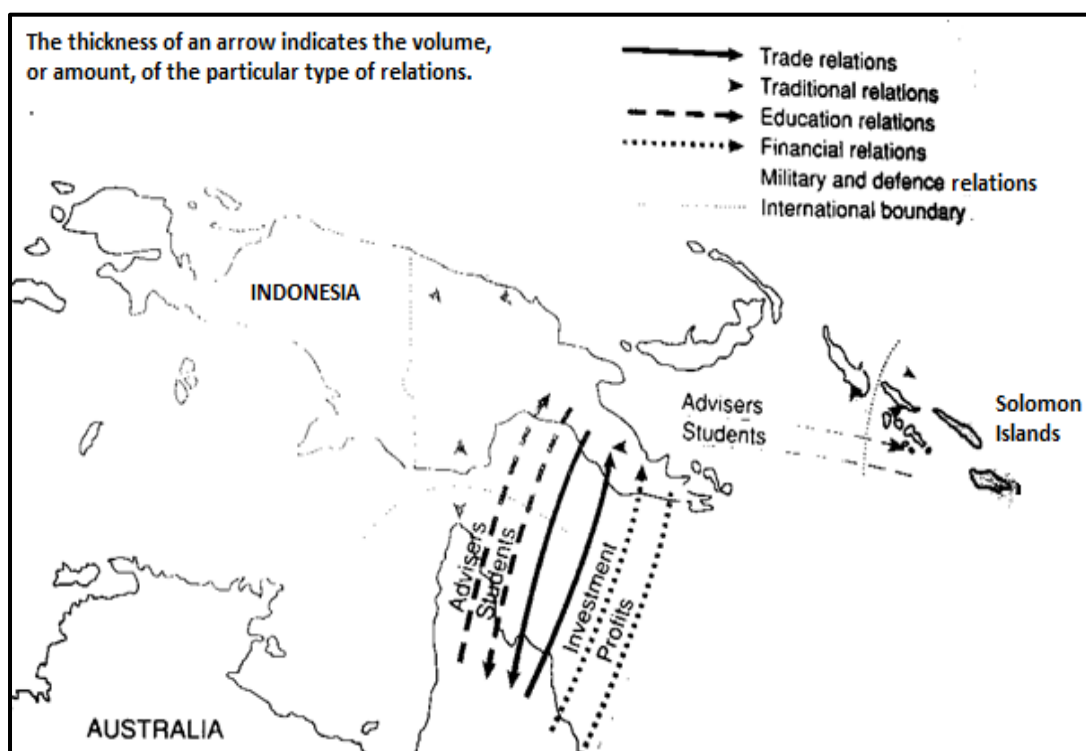 The thickness of an arrow indicates the volume,
or amount, of the particular type of relations.
Trade relations
Traditional relations
Education relations
Financial relations
Military and defence relations
International boundary
INDONESIA
Advisers
Students
Solomon
Islands
Advisers
Students
Investment
Profits
AUSTRALIA